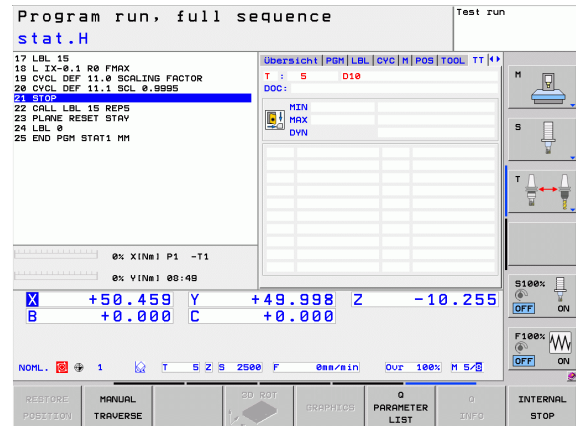 Program run, full sequence
Test run
stat.H
17 LBL 15
18 L IX-0.1 R0 FMAX
19 CYCL DEF 11.0 SCALING FACTOR
20 CYCL DEF 11.1 SCL 0.9995
21 STOP
22 CALL LBL 15 REP5
23 PLANE RESET STAY
24 LBL 0
25 END PGM STAT1 MM
Übersicht PGM LBL CYC M POS TOOL TT
T : 5 D10
DOC:
MIN
MAX
DYN
0% X[Nm] P1 -T1
0% Y[Nm] 08:49
X +50.459 Y +49.998 Z -10.255
B +0.000 C +0.000
NOML. 1 T 5 Z S 2500 F 0mm/min Ovr 100% M 5/8
M
S
T
S100%
OFF ON
F100%
OFF ON
RESTORE POSITION
MANUAL TRAVERSE
3D ROT
GRAPHICS
Q PARAMETER LIST
Q INFO
INTERNAL STOP